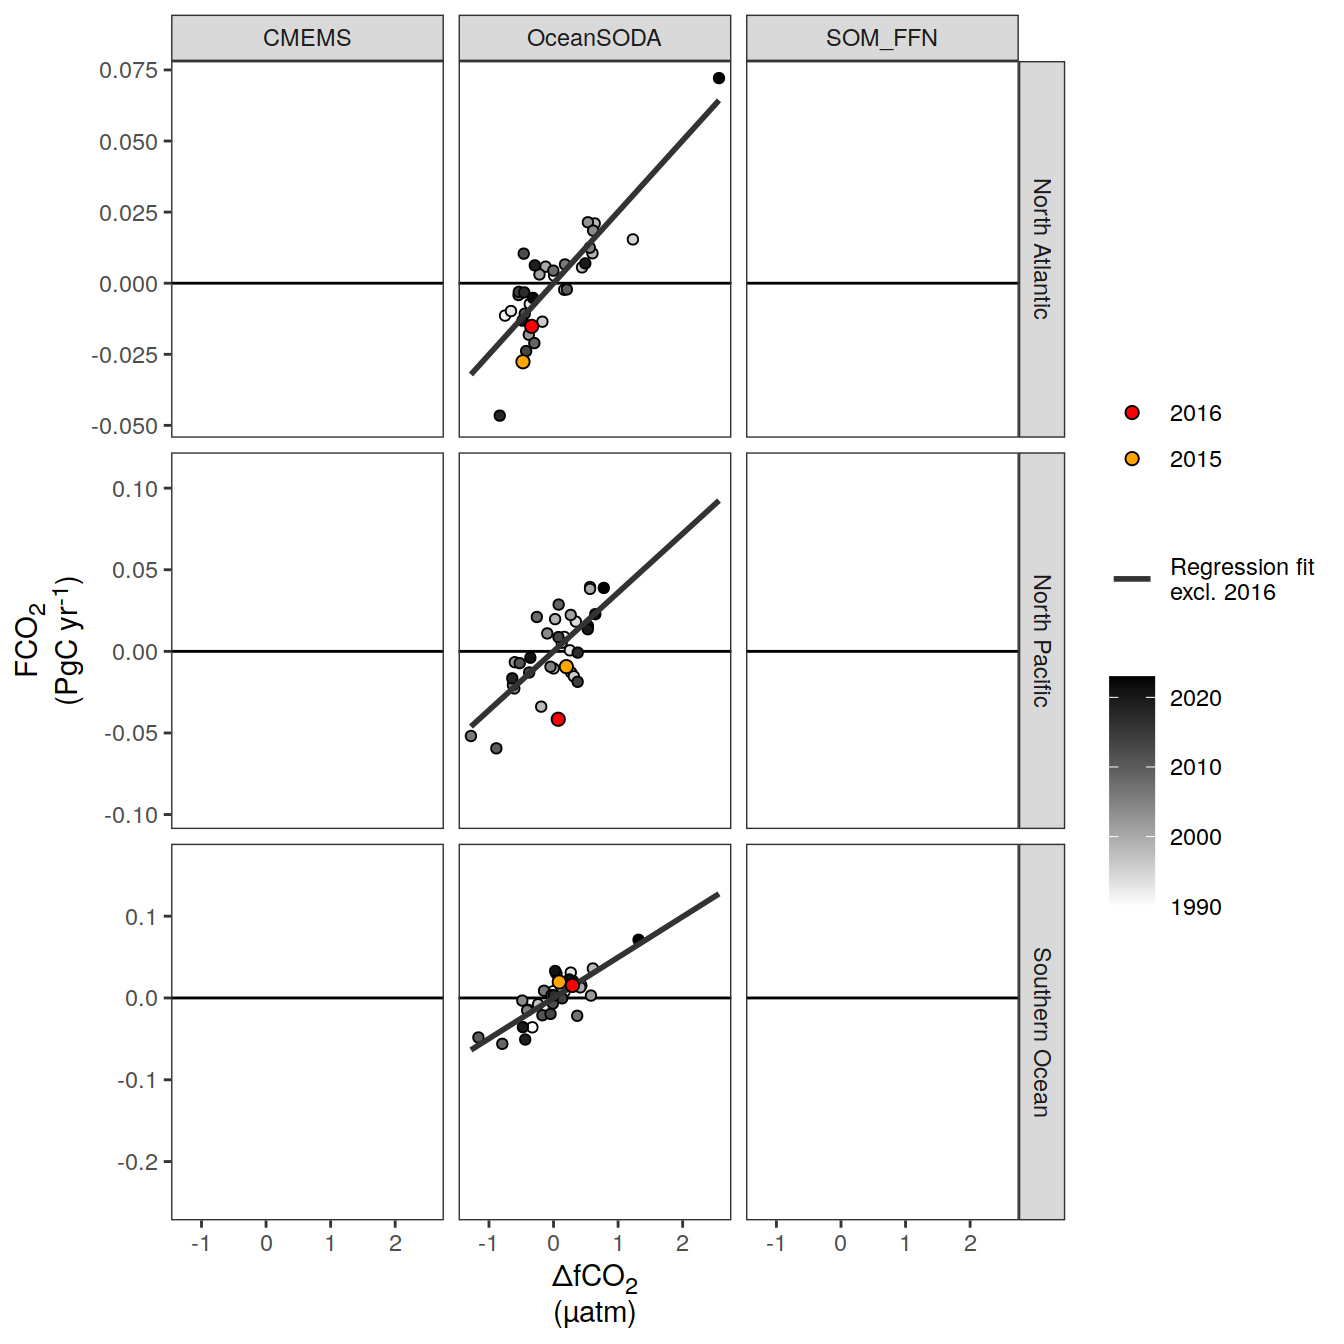 CMEMS
OceanSODA
SOM_FFN
0.075
0.050
0.025
0.000
-0.025
-0.050
North Atlantic
0.10
0.05
0.00
-0.05
-0.10
North Pacific
0.1
0.0
-0.1
-0.2
Southern Ocean
FCO2
(PgC yr-1)
-1 0 1 2
-1 0 1 2
-1 0 1 2
ΔfCO2
(µatm)
2016
2015
Regression fit
excl. 2016
2020
2010
2000
1990